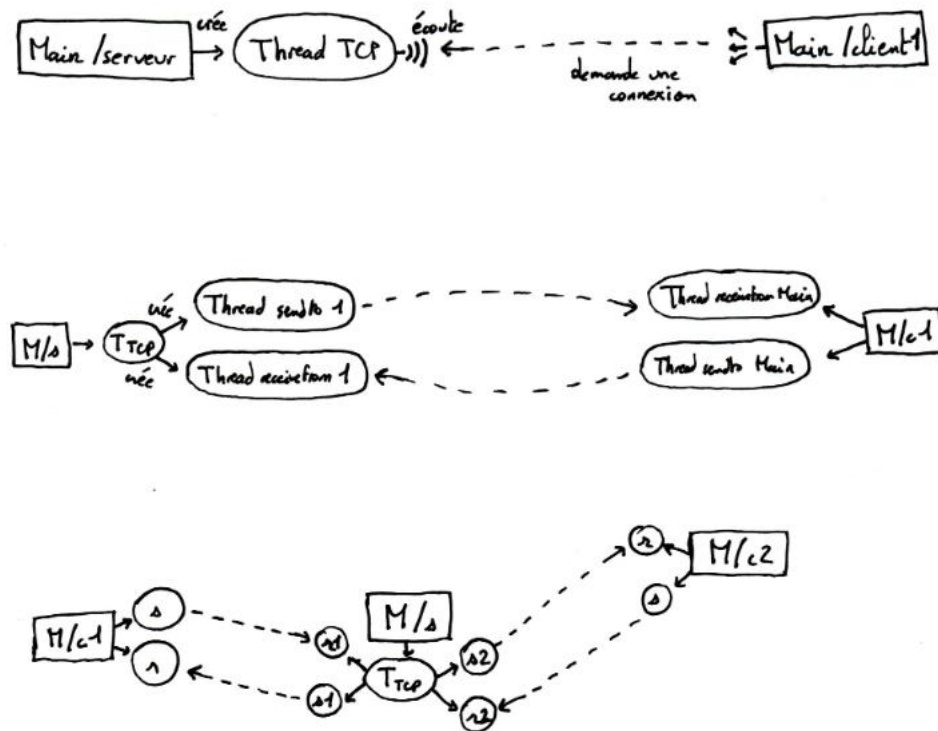 crée
écoute
Main/serveur
Thread TCP
Main/client1
demande une
connexion
crée
Thread sendto 1
Thread receivefrom Main
M/s
TTCP
M/c1
crée
Thread receivefrom 1
Thread sendto Main
r
M/c2
s
M/s
s
M/c1
r1
s2
r
TTCP
s1
r2